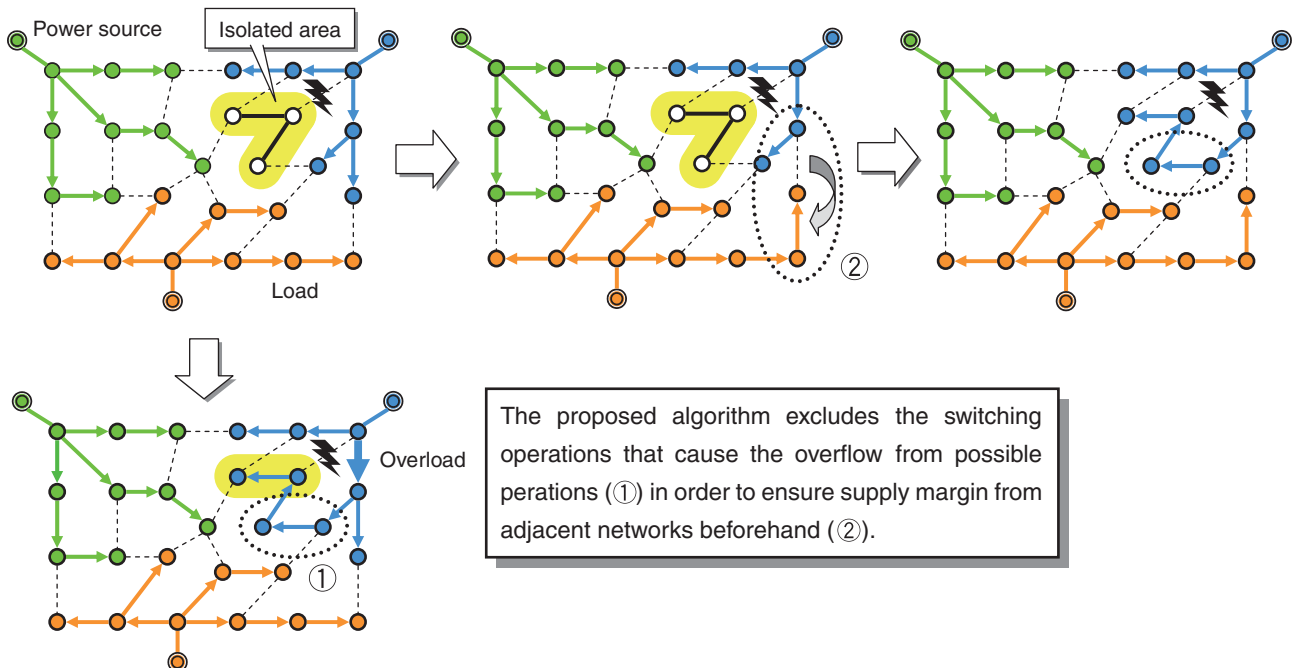 Power source
Isolated area
②
Load
Overload
①
The proposed algorithm excludes the switching
operations that cause the overflow from possible
perations (①) in order to ensure supply margin from
adjacent networks beforehand (②).